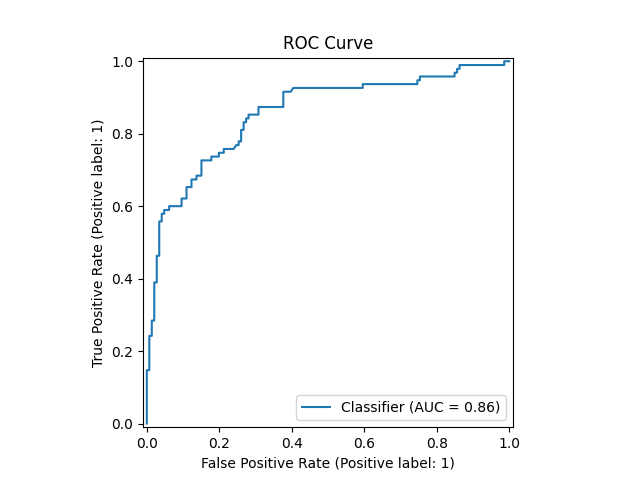 ROC Curve
True Positive Rate (Positive label: 1)
1.0
0.8
0.6
0.4
0.2
0.0
Classifier (AUC = 0.86)
0.0 0.2 0.4 0.6 0.8 1.0
False Positive Rate (Positive label: 1)